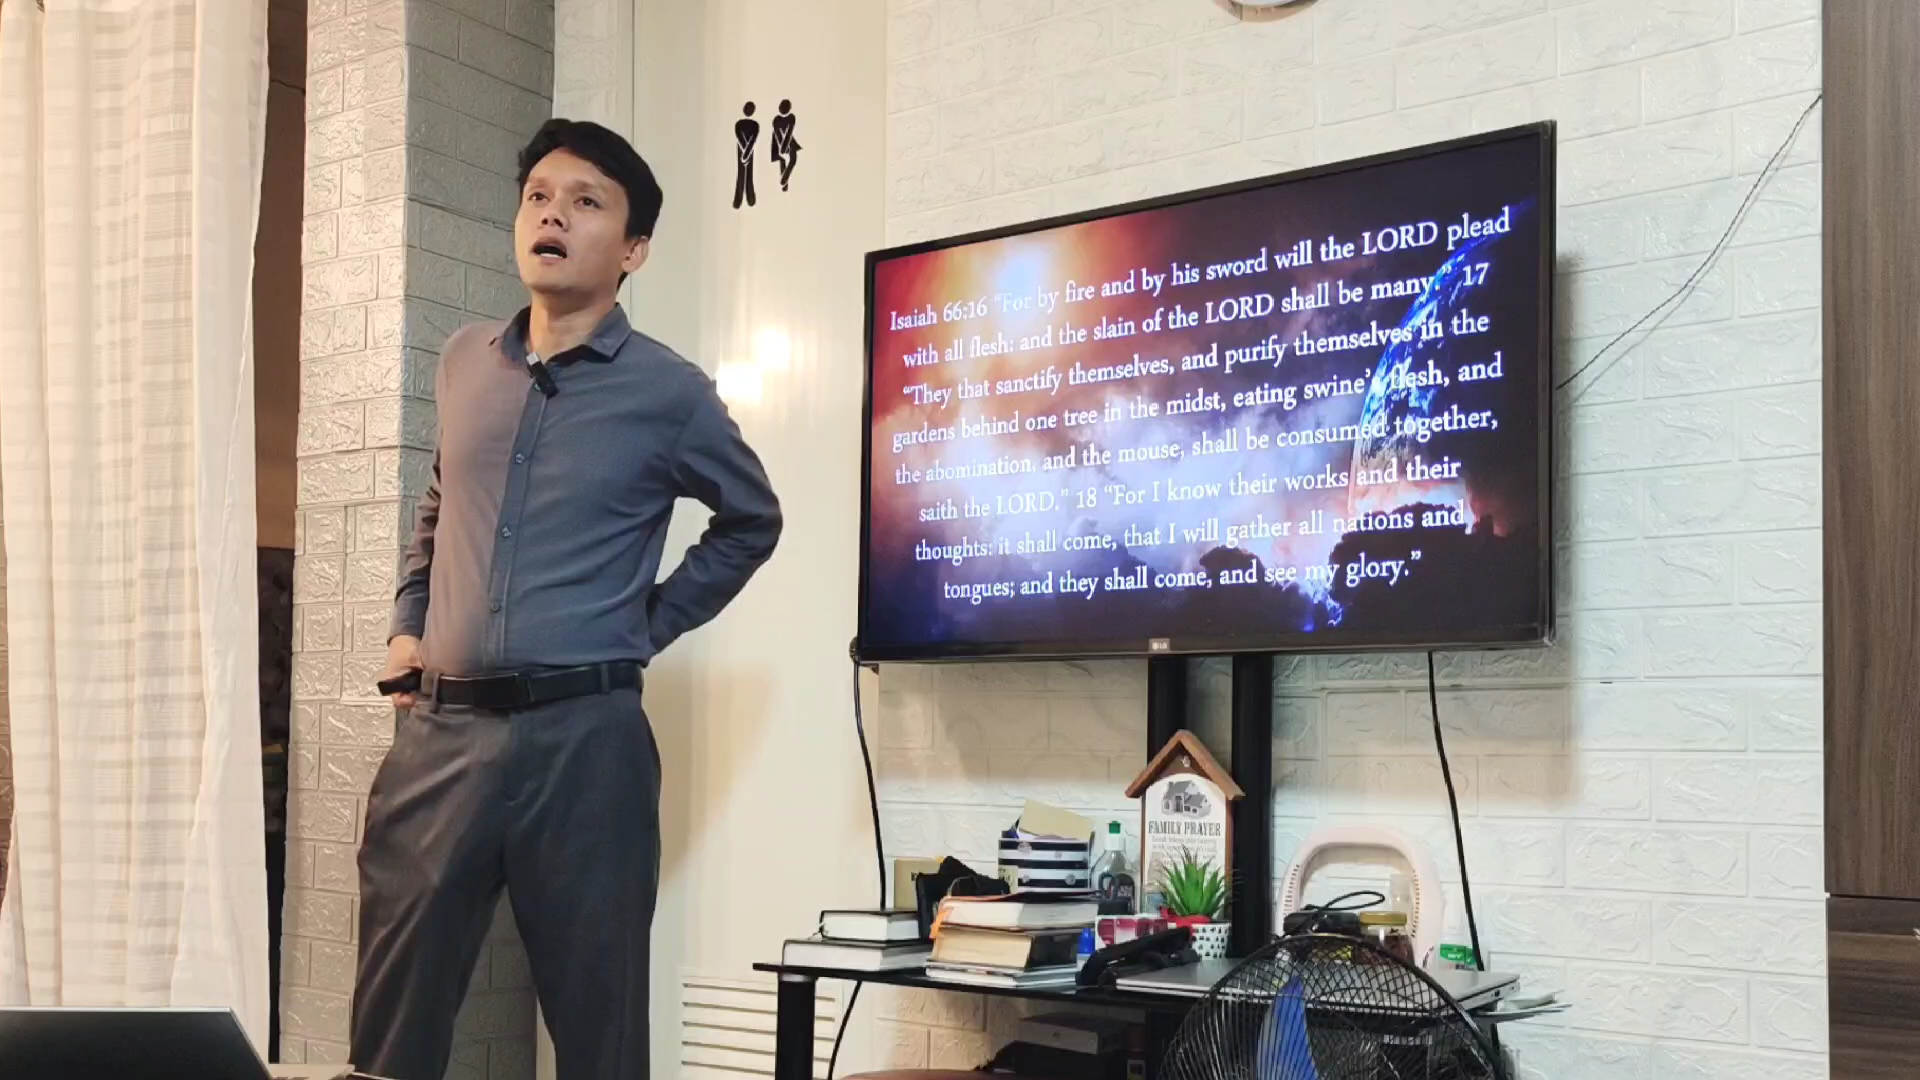 Isaiah 66:16 “For by fire and by his sword will the LORD plead
with all flesh: and the slain of the LORD shall be many.” 17
“They that sanctify themselves, and purify themselves in the
gardens behind one tree in the midst, eating swine’s flesh, and
the abomination, and the mouse, shall be consumed together,
saith the LORD.” 18 “For I know their works and their
thoughts: it shall come, that I will gather all nations and
tongues; and they shall come, and see my glory.”
LG
FAMILY PRAYER